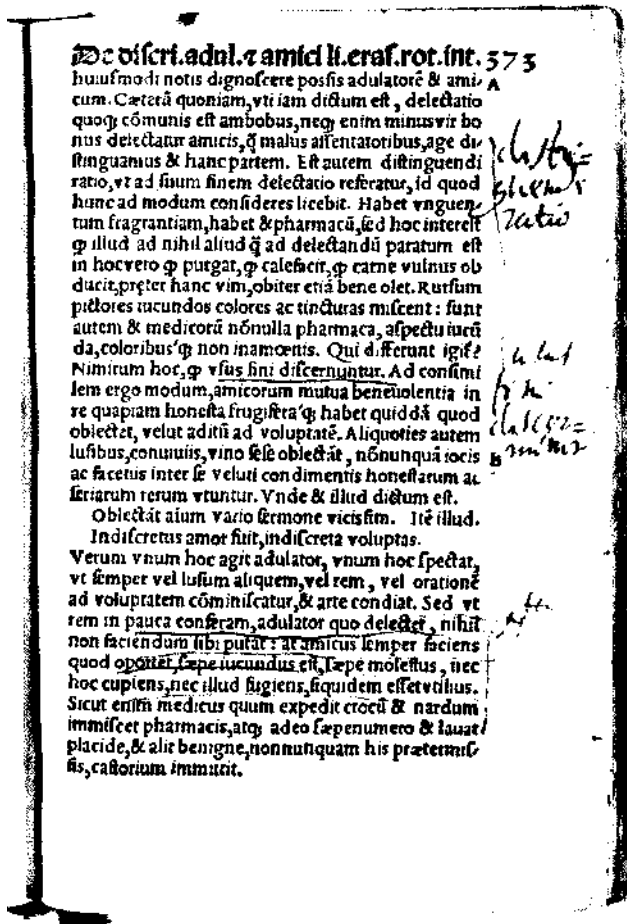 De discri. adul. ⁊ amici li. eras. rot. int. 373
huiusmodi notis dignoscere possis adulatorē & ami-
A
cum. Cæterā quoniam, vti iam dictum est, delectatio
quoq; cōmunis est ambobus, neq; enim minus vir bo
nus delectatur amicis, q̃ malus assentatoribus, age di-
stinguamus & hanc partem. Est autem distinguendi
ratio, vt ad suum finem delectatio referatur, id quod
hunc ad modum consideres licebit. Habet vnguen-
tum fragrantiam, habet & pharmacū, sed hoc interest
ꝙ illud ad nihil aliud q̃ ad delectandū paratum est
in hoc vero ꝙ purgat, ꝙ calefacit, ꝙ carne vulnus ob
ducit, pręter hanc vim, obiter etiā bene olet. Rursum
pictores iucundos colores ac tincturas miscent : sunt
autem & medicorū nōnulla pharmaca, aspectu iucū
da, coloribusq́; non inamœnis. Qui differunt igit̃?
Nimirum hoc, ꝙ vsus fini discernuntur. Ad consimi
lem ergo modum, amicorum mutua beneuolentia in
re quapiam honesta frugiferaq́; habet quiddā quod
oblectet, velut aditū ad voluptatē. Aliquoties autem
lusibus, conuiuiis, vino sese oblectāt, nōnunquā iocis
B
ac facetus inter se veluti condimentis honestarum ac
seriarum rerum vtuntur. Vnde & illud dictum est.
Oblectāt aīum vario sermone vicissim. Itē illud.
Indiscretus amor fuit, indiscreta voluptas.
Verum vnum hoc agit adulator, vnum hoc spectat,
vt semper vel lusum aliquem, vel rem, vel orationē
ad voluptatem cōminiscatur, & arte condiat. Sed vt
rem in pauca conferam, adulator quo delectet, nihil
non faciendum sibi putat : at amicus semper faciens
quod oportet, sæpe iucundus est, sæpe molestus, nec
hoc cupiens, nec illud fugiens, siquidem esset vtilius.
Sicut enim medicus quum expedit crocū & nardum
immiscet pharmacis, atq; adeo sæpenumero & lauat
placide, & alit benigne, nonnunquam his prætermis-
sis, castorium immittit.
ratio